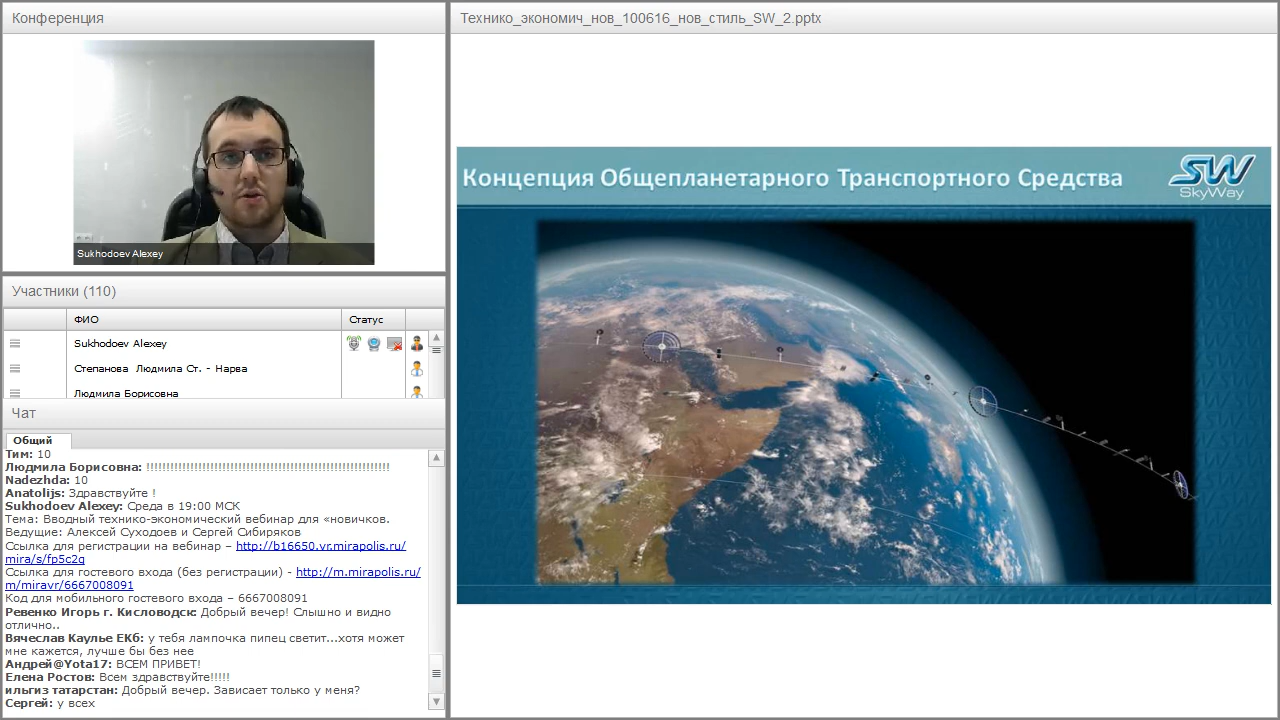 Конференция
Sukhodoev Alexey
Участники (110)
ФИО Статус
Sukhodoev Alexey
Степанова Людмила Ст. - Нарва
Людмила Борисовна
Чат
Общий
Тим: 10
Людмила Борисовна: !!!!!!!!!!!!!!!!!!!!!!!!!!!!!!!!!!!!!!!!!!!!!!!!!!!!!!!!!!!!!
Nadezhda: 10
Anatolijs: Здравствуйте !
Sukhodoev Alexey: Среда в 19:00 МСК
Тема: Вводный технико-экономический вебинар для «новичков.
Ведущие: Алексей Суходоев и Сергей Сибиряков
Ссылка для регистрации на вебинар – http://b16650.vr.mirapolis.ru/
mira/s/fp5c2q
Ссылка для гостевого входа (без регистрации) - http://m.mirapolis.ru/
m/miravr/6667008091
Код для мобильного гостевого входа – 6667008091
Ревенко Игорь г. Кисловодск: Добрый вечер! Слышно и видно
отлично..
Вячеслав Каулье ЕКб: у тебя лампочка пипец светит...хотя может
мне кажется, лучше бы без нее
Андрей@Yota17: ВСЕМ ПРИВЕТ!
Елена Ростов: Всем здравствуйте!!!!!
ильгиз татарстан: Добрый вечер. Зависает только у меня?
Сергей: у всех
Технико_экономич_нов_100616_нов_стиль_SW_2.pptx
Концепция Общепланетарного Транспортного Средства
SW
SkyWay